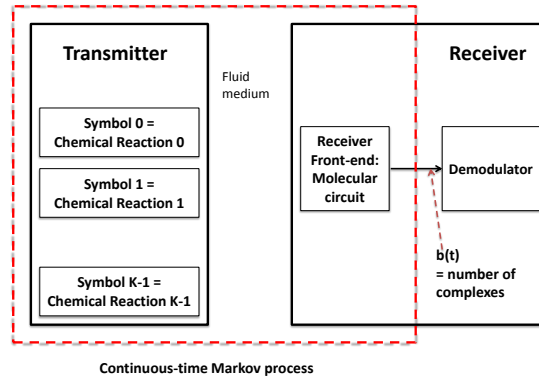 Transmitter
Symbol 0 =
Chemical Reaction 0
Symbol 1 =
Chemical Reaction 1
Symbol K-1 =
Chemical Reaction K-1
Fluid
medium
Receiver
Receiver
Front-end:
Molecular
circuit
Demodulator
b(t)
= number of
complexes
Continuous-time Markov process